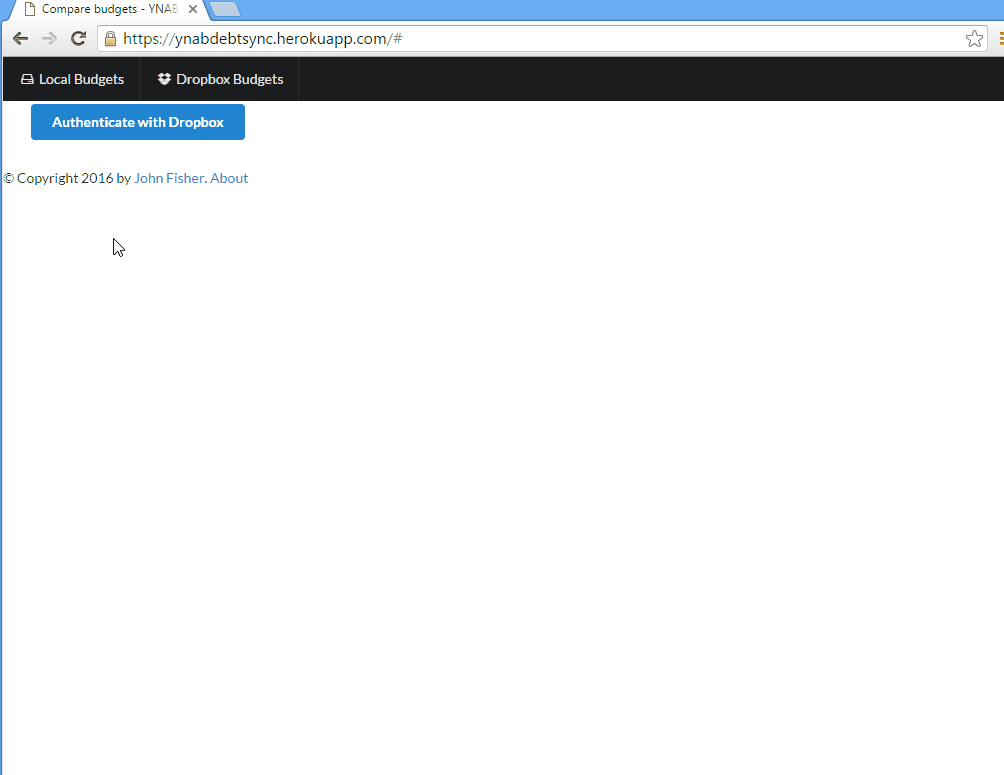 Compare budgets - YNAB
https://ynabdebtsync.herokuapp.com/#
Local Budgets Dropbox Budgets
Authenticate with Dropbox
© Copyright 2016 by John Fisher. About